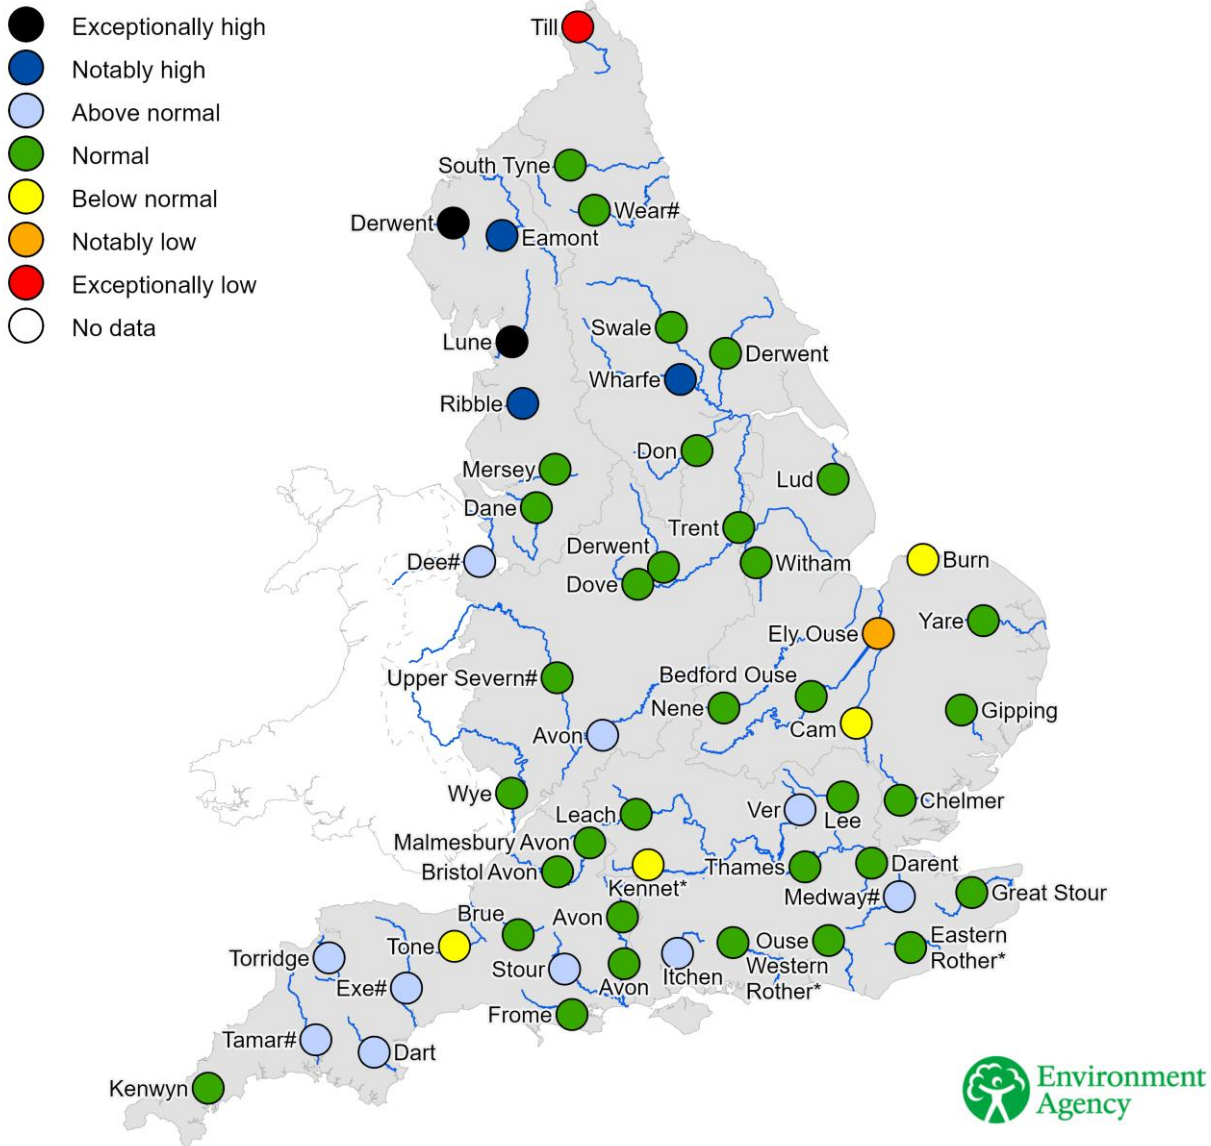 Exceptionally high
Notably high
Above normal
Normal
Below normal
Notably low
Exceptionally low
No data
Till
South Tyne
Wear#
Derwent
Eamont
Lune
Swale
Derwent
Wharfe
Ribble
Don
Mersey
Lud
Dane
Trent
Derwent
Dee#
Witham
Burn
Dove
Yare
Ely Ouse
Upper Severn#
Bedford Ouse
Nene
Gipping
Avon
Cam
Wye
Leach
Ver
Lee
Chelmer
Malmesbury Avon
Bristol Avon
Kennet*
Thames
Darent
Medway#
Great Stour
Brue
Avon
Tone
Ouse
Eastern
Rother*
Torridge
Stour
Avon
Itchen
Western
Rother*
Exe#
Frome
Tamar#
Dart
Kenwyn
Environment
Agency